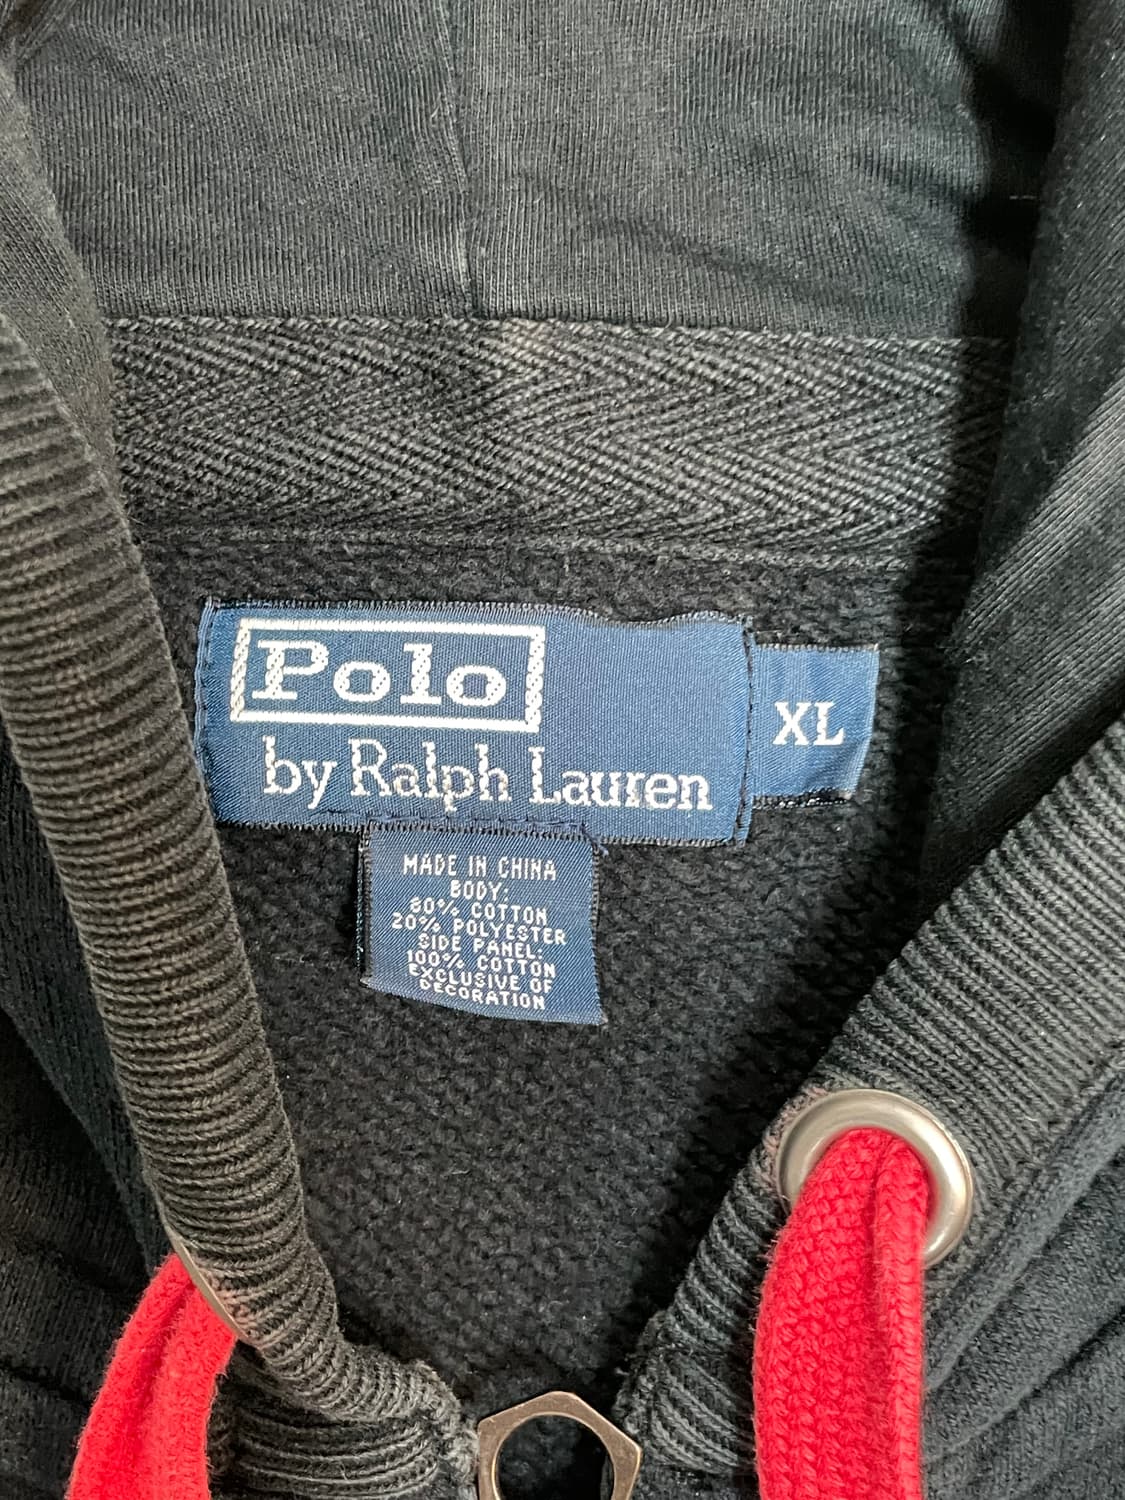 Polo
by Ralph Lauren
XL
MADE IN CHINA
BODY:
80% COTTON
20% POLYESTER
SIDE PANEL:
100% COTTON
EXCLUSIVE OF
DECORATION